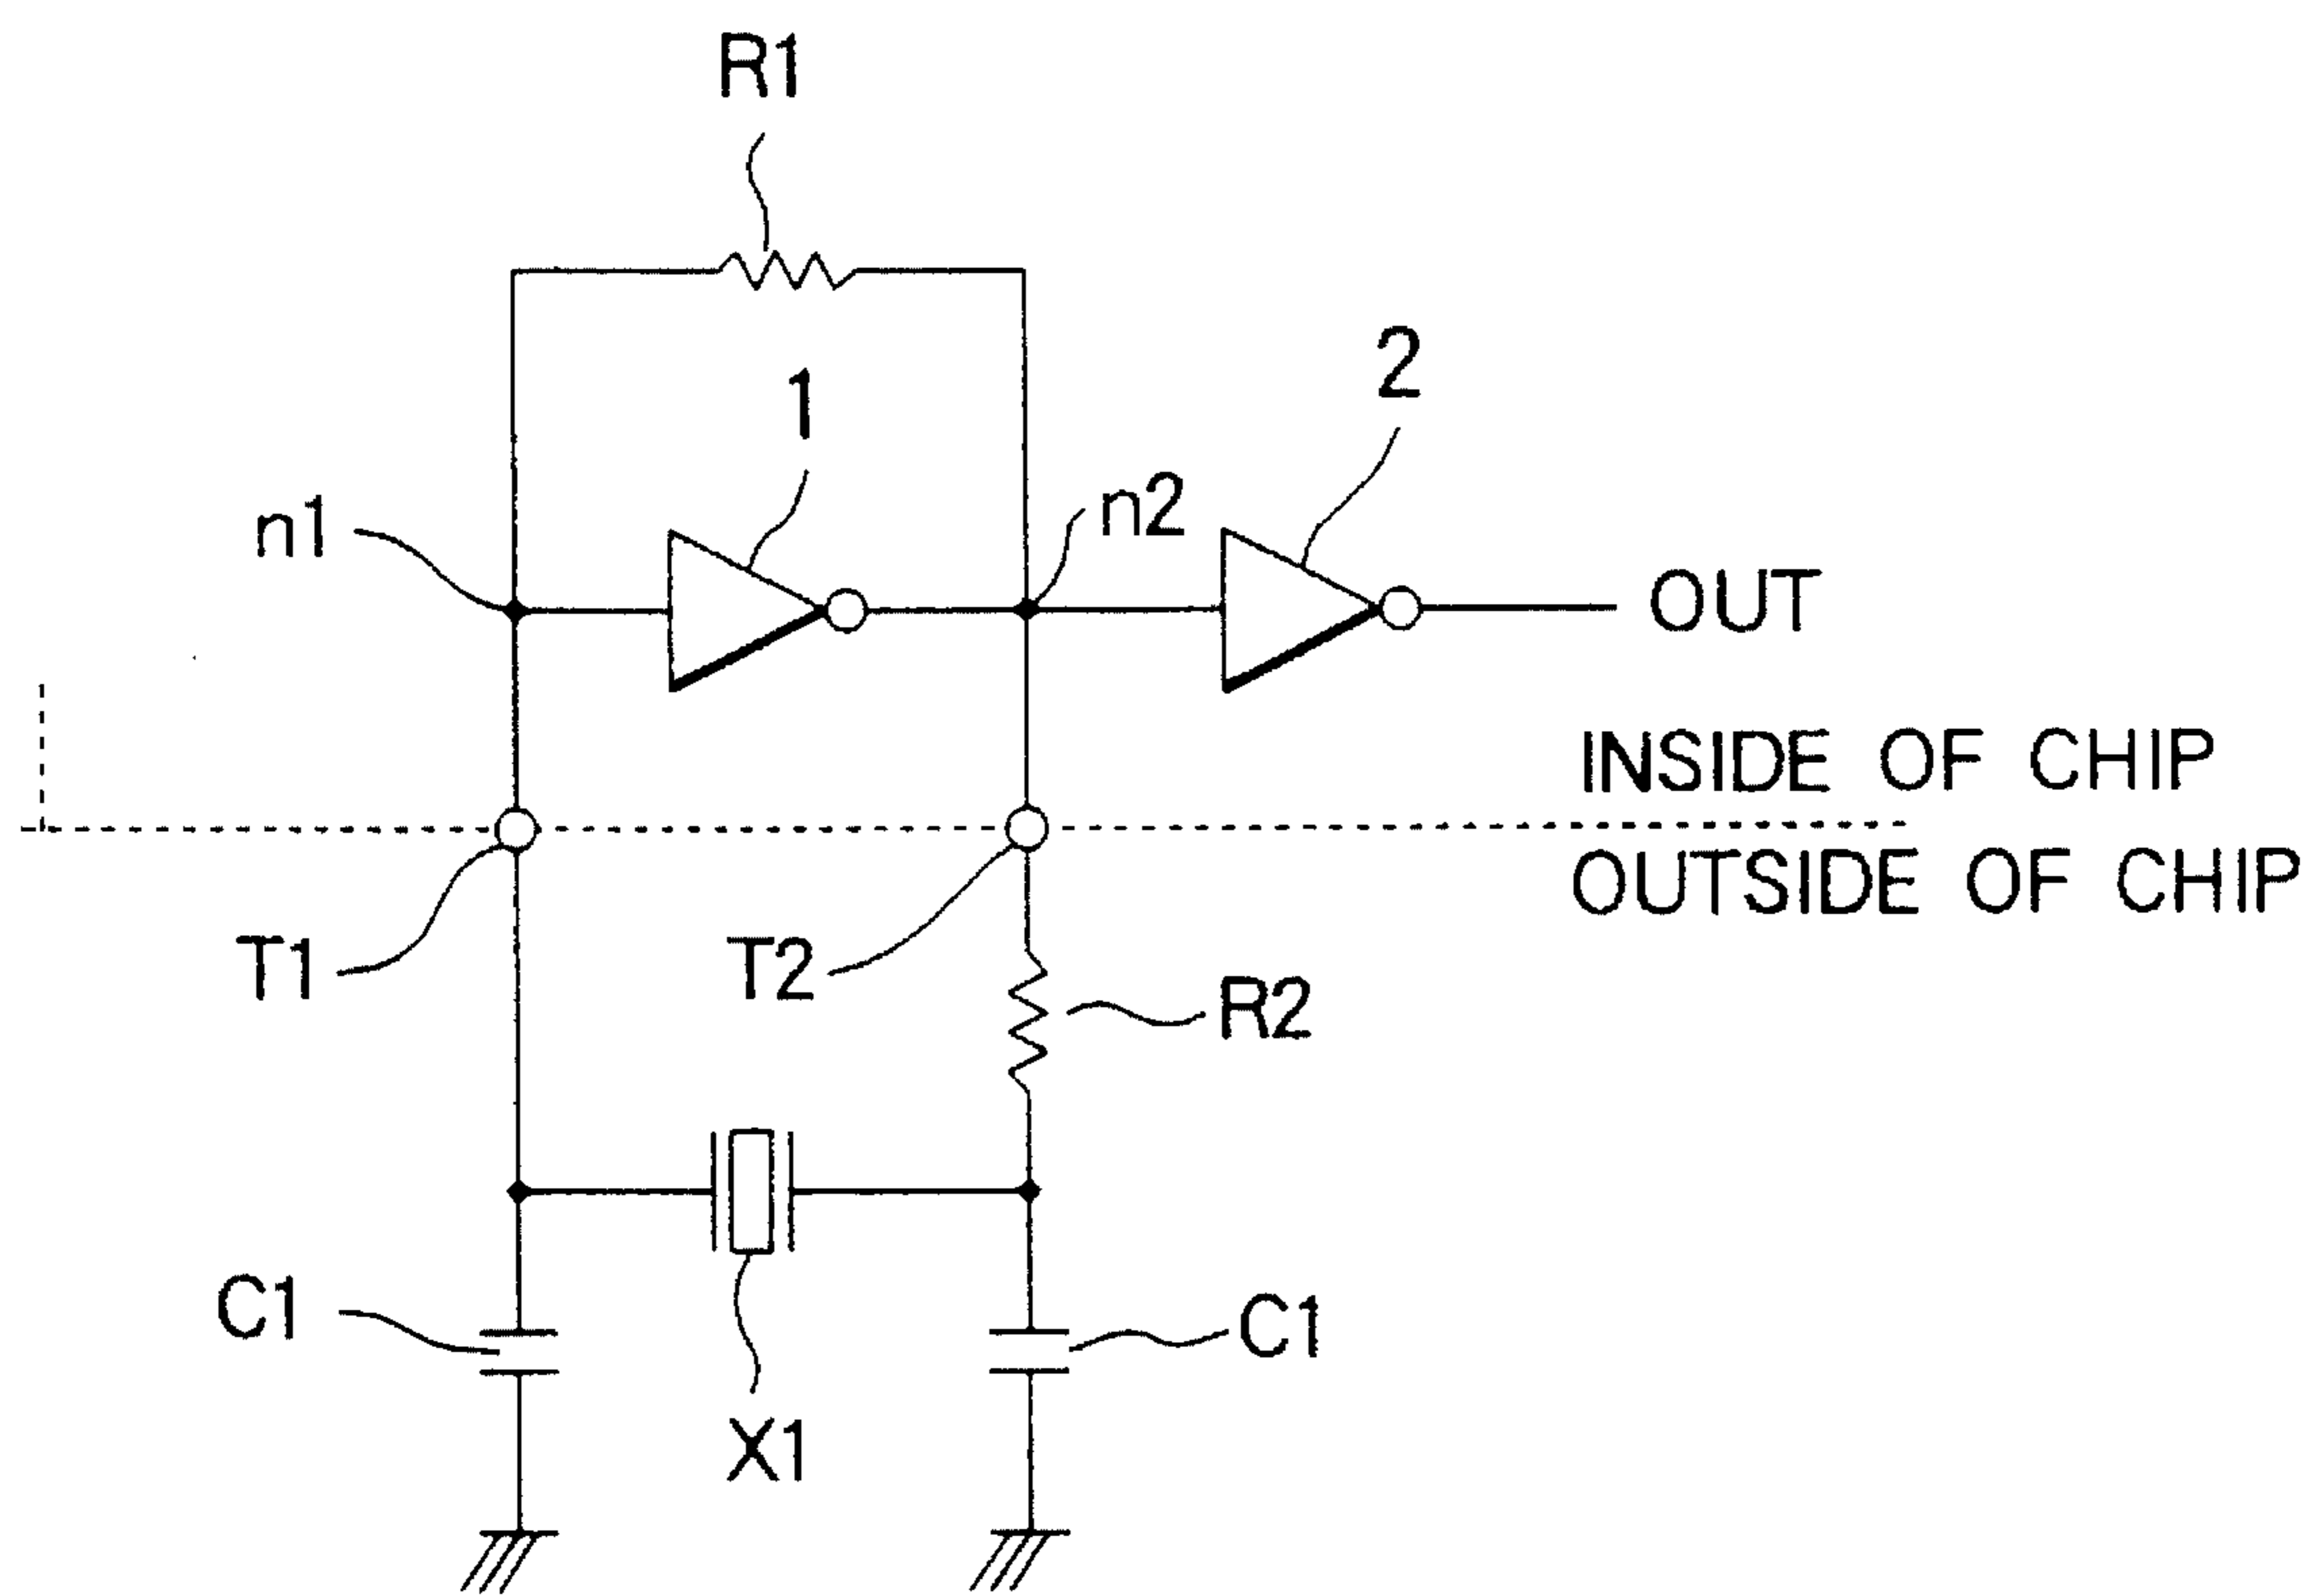 R1
2
1
n1
n2
OUT
INSIDE OF CHIP
OUTSIDE OF CHIP
T1
T2
R2
C1
C1
X1